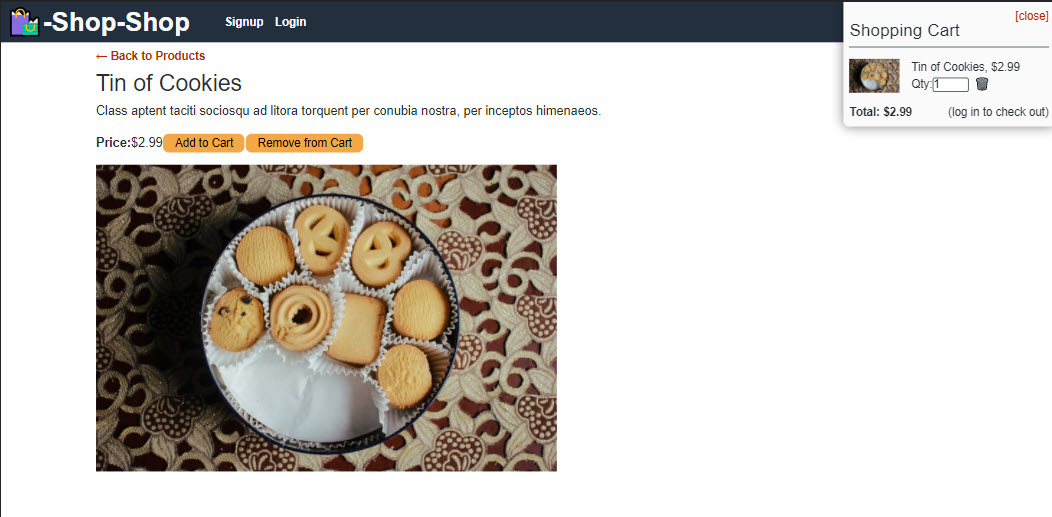 -Shop-Shop
Signup Login
← Back to Products
Tin of Cookies
Class aptent taciti sociosqu ad litora torquent per conubia nostra, per inceptos himenaeos.
Price:$2.99 Add to Cart Remove from Cart
[close]
Shopping Cart
Tin of Cookies, $2.99
Qty:1
Total: $2.99 (log in to check out)